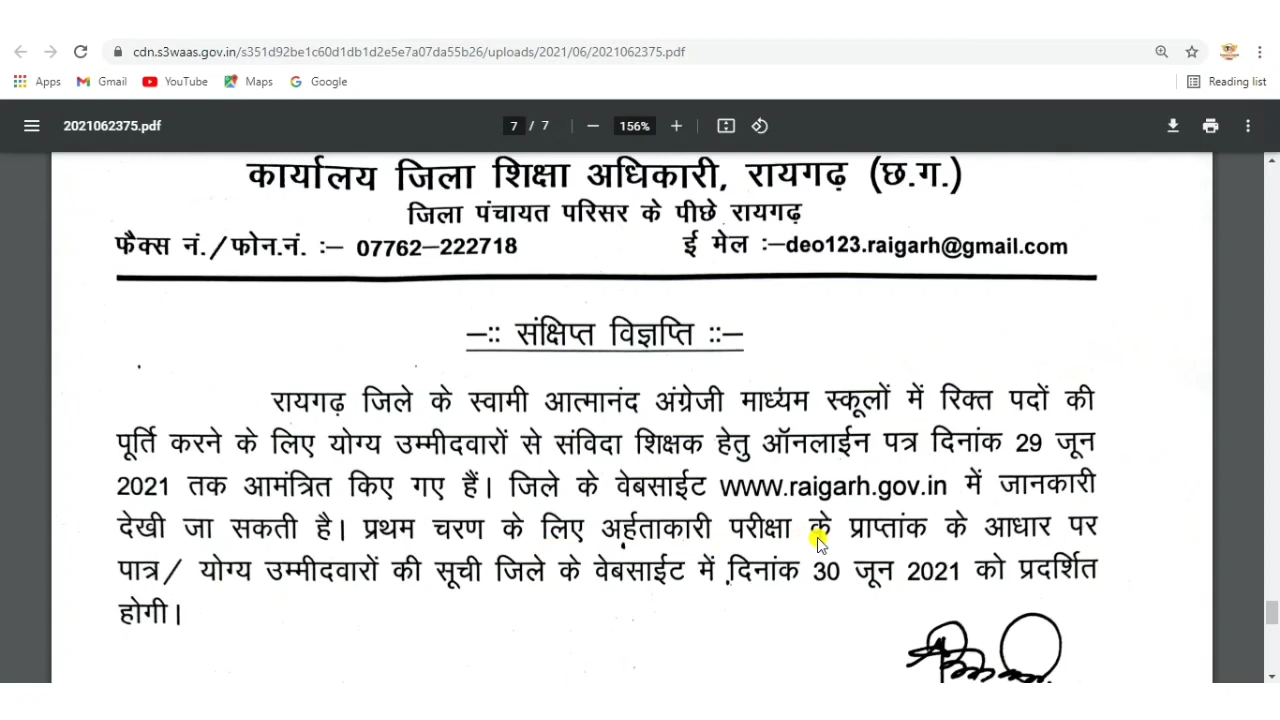 cdn.s3waas.gov.in/s351d92be1c60d1db1d2e5e7a07da55b26/uploads/2021/06/2021062375.pdf
Apps Gmail YouTube Maps Google Reading list
2021062375.pdf 7 / 7 156%
कार्यालय जिला शिक्षा अधिकारी, रायगढ़ (छ.ग.)
जिला पंचायत परिसर के पीछे रायगढ़
फैक्स नं./फोन.नं. :– 07762–222718 ई मेल :–deo123.raigarh@gmail.com
–:: संक्षिप्त विज्ञप्ति ::–
रायगढ़ जिले के स्वामी आत्मानंद अंग्रेजी माध्यंम स्कूलों में रिक्त पदों की
पूर्ति करने के लिए योग्य उम्मीदवारों से संविदा शिक्षक हेतु ऑनलाईन पत्र दिनांक 29 जून
2021 तक आमंत्रित किए गए हैं। जिले के वेबसाईट www.raigarh.gov.in में जानकारी
देखी जा सकती है। प्रथम चरण के लिए अर्हताकारी परीक्षा के प्राप्तांक के आधार पर
पात्र/ योग्य उम्मीदवारों की सूची जिले के वेबसाईट में दिनांक 30 जून 2021 को प्रदर्शित
होगी।